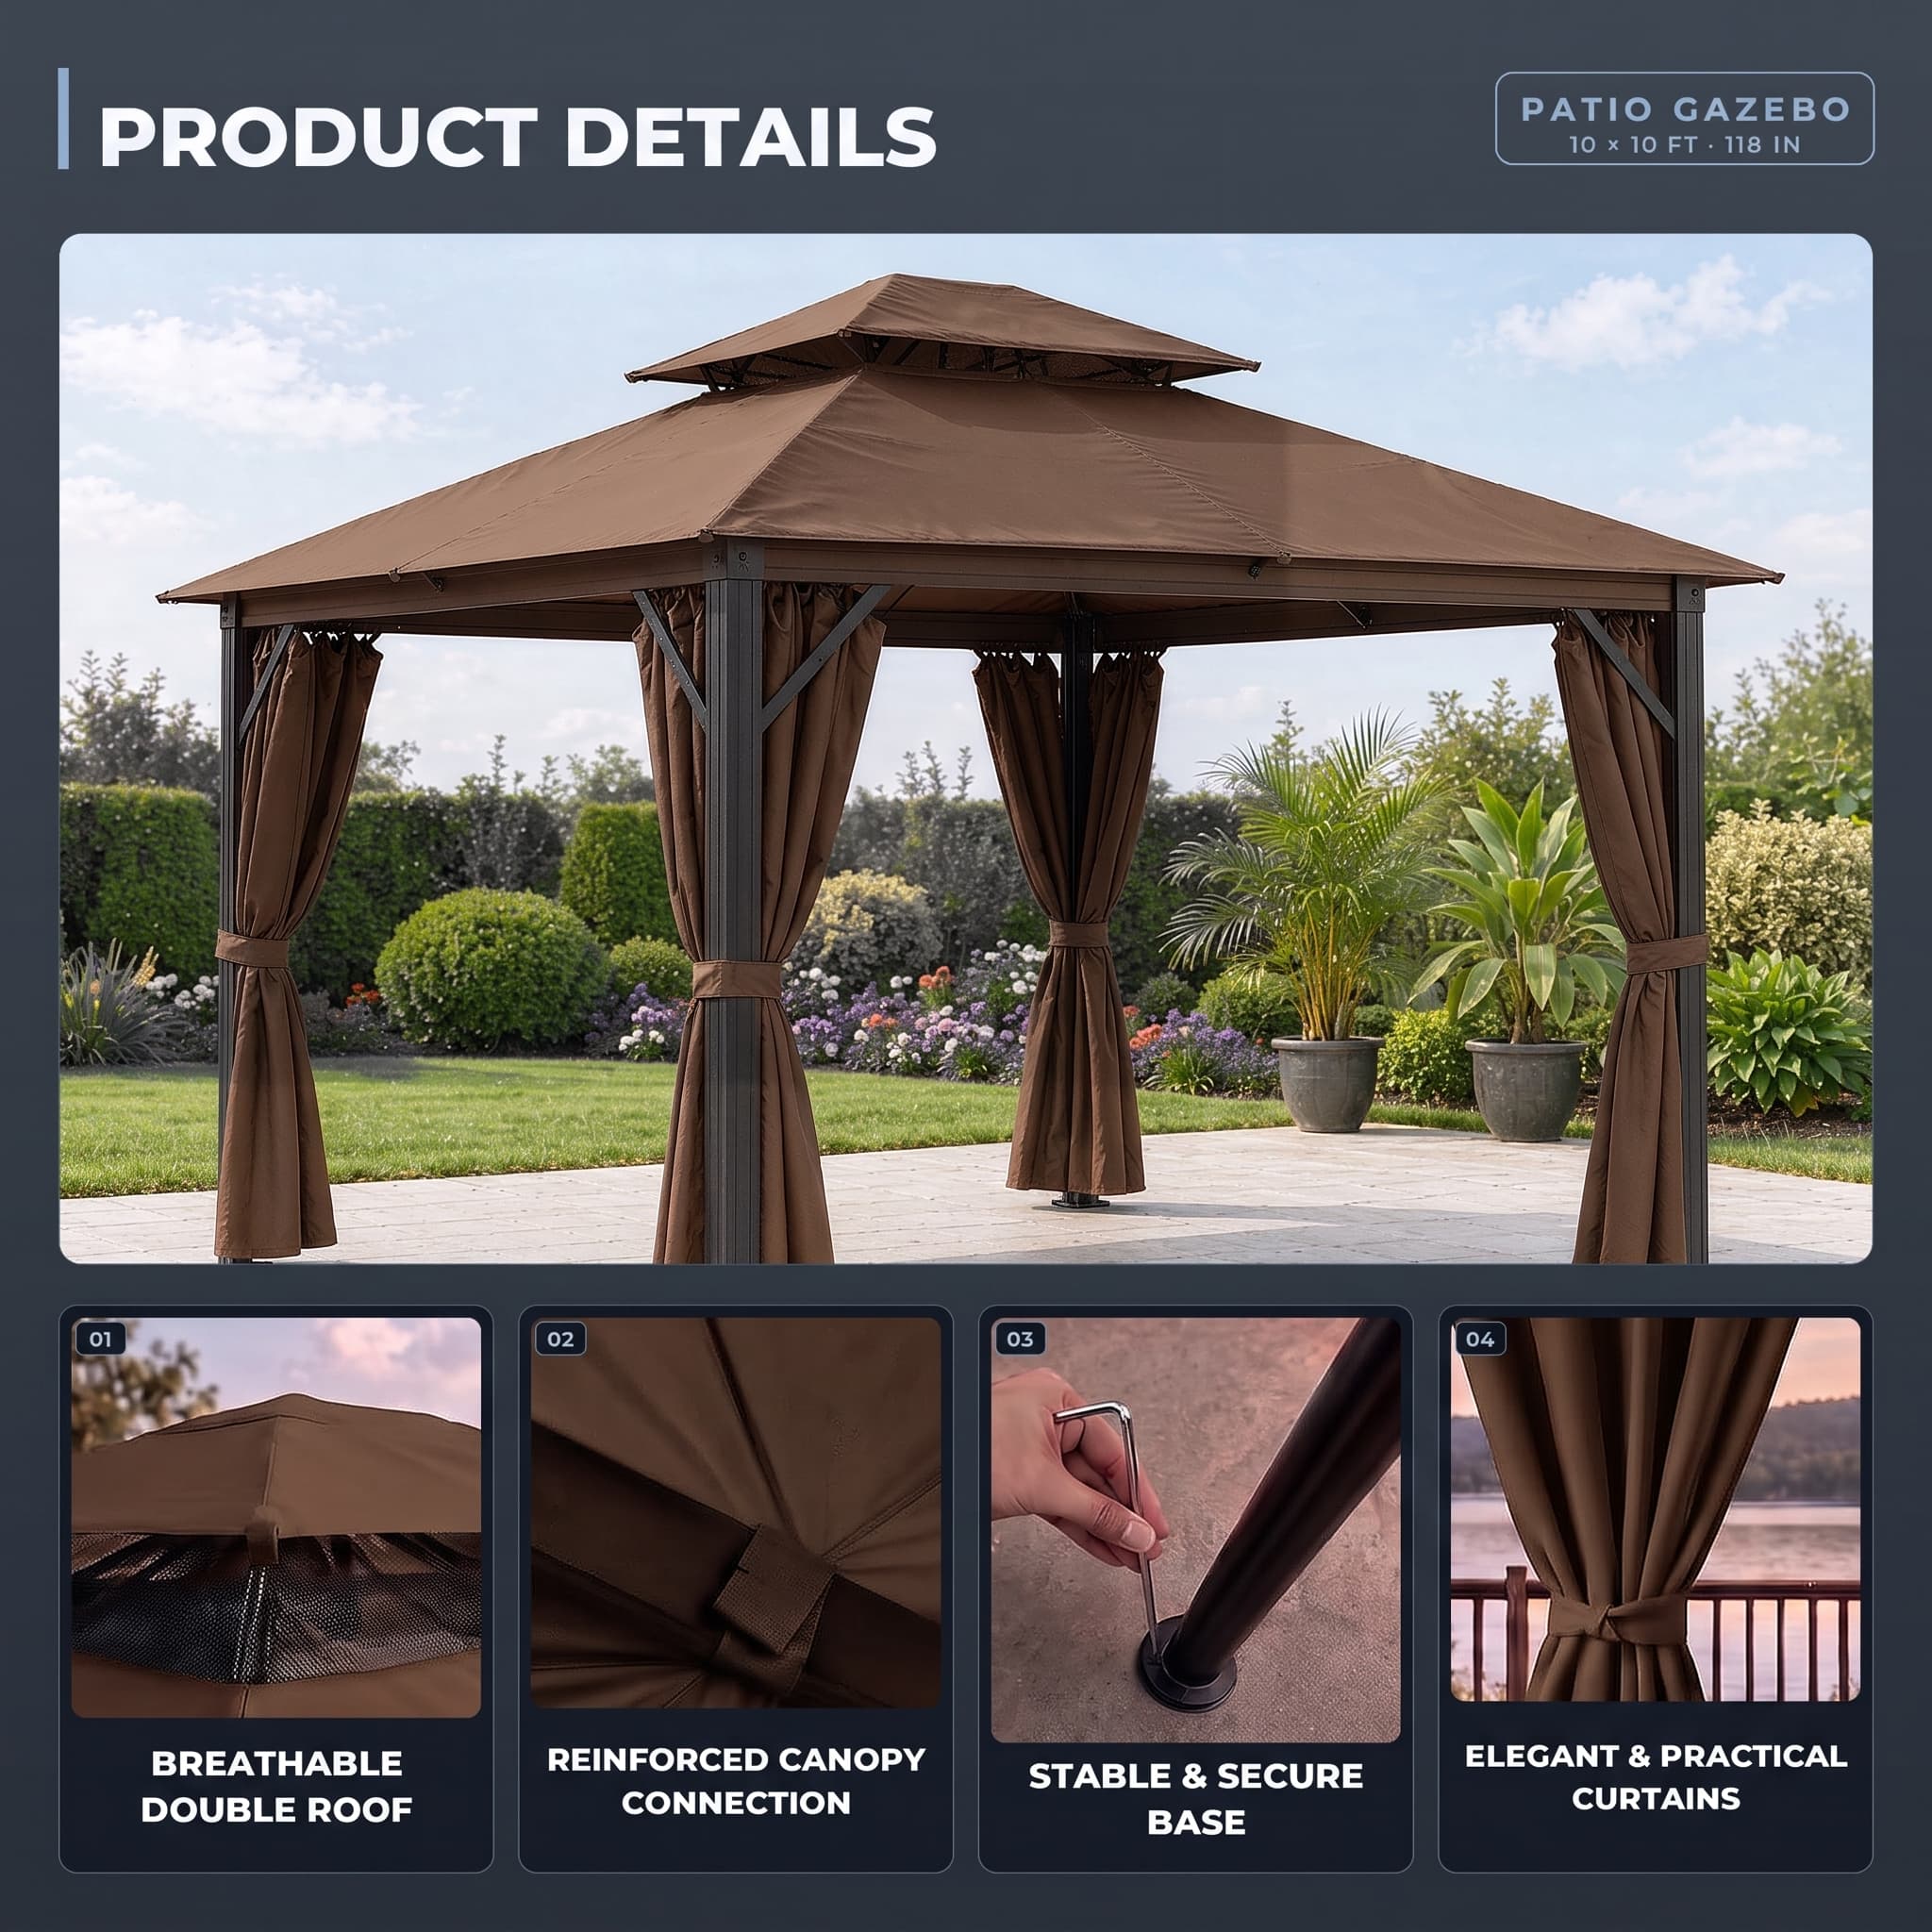 PRODUCT DETAILS
PATIO GAZEBO
10 × 10 FT · 118 IN
01
BREATHABLE
DOUBLE ROOF
02
REINFORCED CANOPY
CONNECTION
03
STABLE & SECURE
BASE
04
ELEGANT & PRACTICAL
CURTAINS